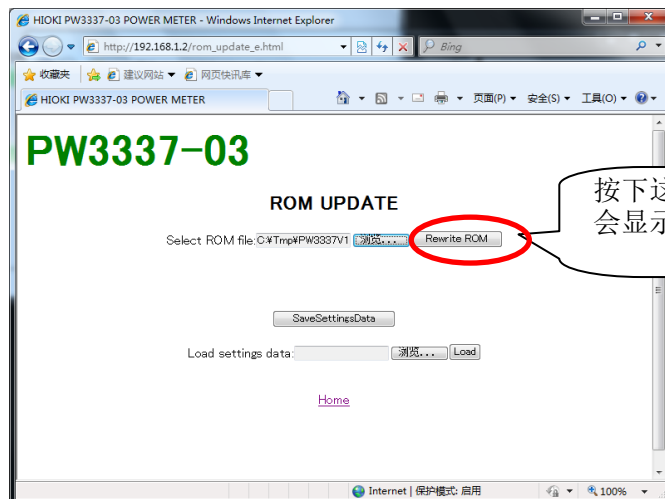 HIOKI PW3337-03 POWER METER - Windows Internet Explorer
http://192.168.1.2/rom_update_e.html
Bing
收藏夹 建议网站 网页快讯库
HIOKI PW3337-03 POWER METER 页面(P) 安全(S) 工具(O)
PW3337-03
ROM UPDATE
Select ROM file:C:¥Tmp¥PW3337V1 浏览... Rewrite ROM
按下这
会显示
SaveSettingsData
Load settings data: 浏览... Load
Home
Internet | 保护模式: 启用 100%